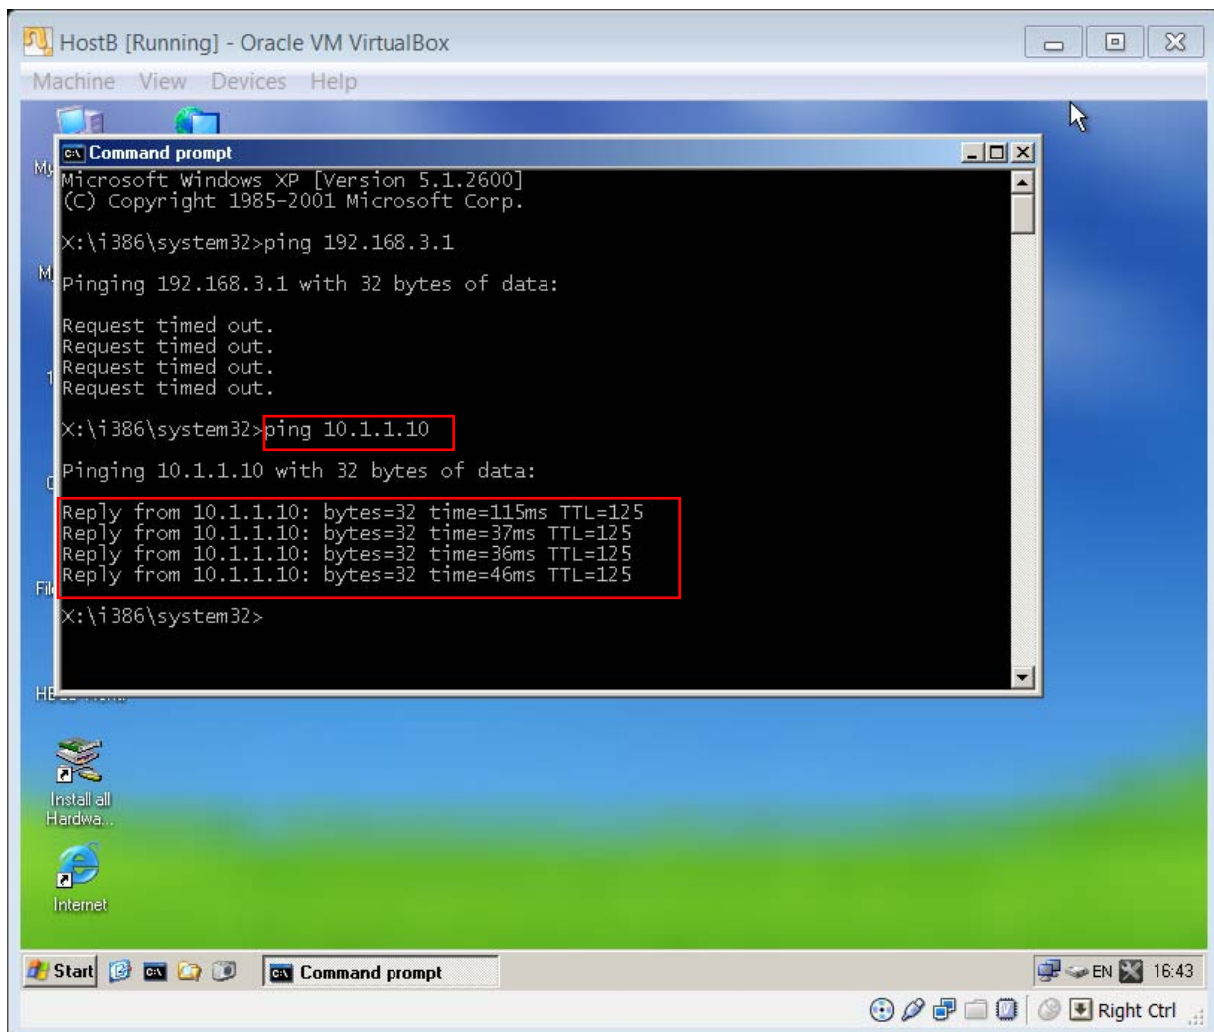 HostB [Running] - Oracle VM VirtualBox
Machine View Devices Help
Command prompt
My
Microsoft Windows XP [Version 5.1.2600]
(C) Copyright 1985-2001 Microsoft Corp.
X:\i386\system32>ping 192.168.3.1
Pinging 192.168.3.1 with 32 bytes of data:
Request timed out.
Request timed out.
Request timed out.
Request timed out.
X:\i386\system32>ping 10.1.1.10
Pinging 10.1.1.10 with 32 bytes of data:
Reply from 10.1.1.10: bytes=32 time=115ms TTL=125
Reply from 10.1.1.10: bytes=32 time=37ms TTL=125
Reply from 10.1.1.10: bytes=32 time=36ms TTL=125
Reply from 10.1.1.10: bytes=32 time=46ms TTL=125
X:\i386\system32>
Install all
Hardwa...
Internet
Start
Command prompt
EN
16:43
Right Ctrl